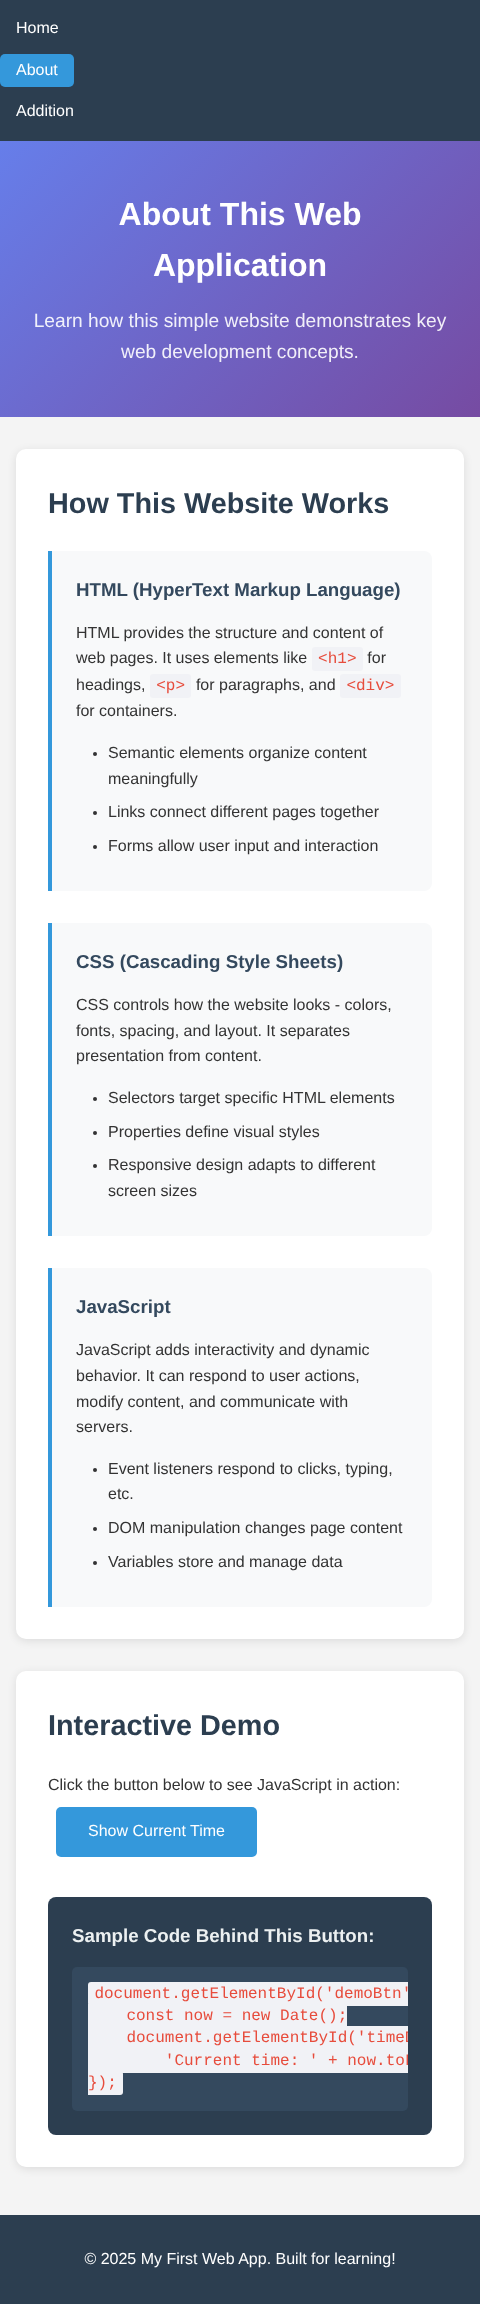 Home
About
Addition
About This Web
Application
Learn how this simple website demonstrates key
web development concepts.
How This Website Works
HTML (HyperText Markup Language)
HTML provides the structure and content of
web pages. It uses elements like <h1> for
headings, <p> for paragraphs, and <div>
for containers.
• Semantic elements organize content
meaningfully
• Links connect different pages together
• Forms allow user input and interaction
CSS (Cascading Style Sheets)
CSS controls how the website looks - colors,
fonts, spacing, and layout. It separates
presentation from content.
• Selectors target specific HTML elements
• Properties define visual styles
• Responsive design adapts to different
screen sizes
JavaScript
JavaScript adds interactivity and dynamic
behavior. It can respond to user actions,
modify content, and communicate with
servers.
• Event listeners respond to clicks, typing,
etc.
• DOM manipulation changes page content
• Variables store and manage data
Interactive Demo
Click the button below to see JavaScript in action:
Show Current Time
Sample Code Behind This Button:
document.getElementById('demoBtn'
const now = new Date();
document.getElementById('time
'Current time: ' + now.to
});
© 2025 My First Web App. Built for learning!